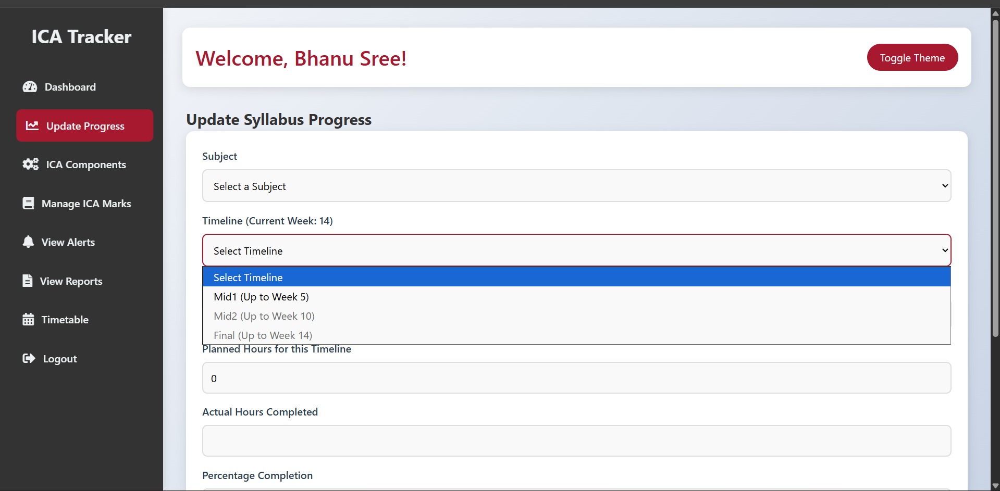 ICA Tracker
Dashboard
Update Progress
ICA Components
Manage ICA Marks
View Alerts
View Reports
Timetable
Logout
Welcome, Bhanu Sree!
Toggle Theme
Update Syllabus Progress
Subject
Select a Subject
Timeline (Current Week: 14)
Select Timeline
Select Timeline
Mid1 (Up to Week 5)
Mid2 (Up to Week 10)
Final (Up to Week 14)
Planned Hours for this Timeline
0
Actual Hours Completed
Percentage Completion